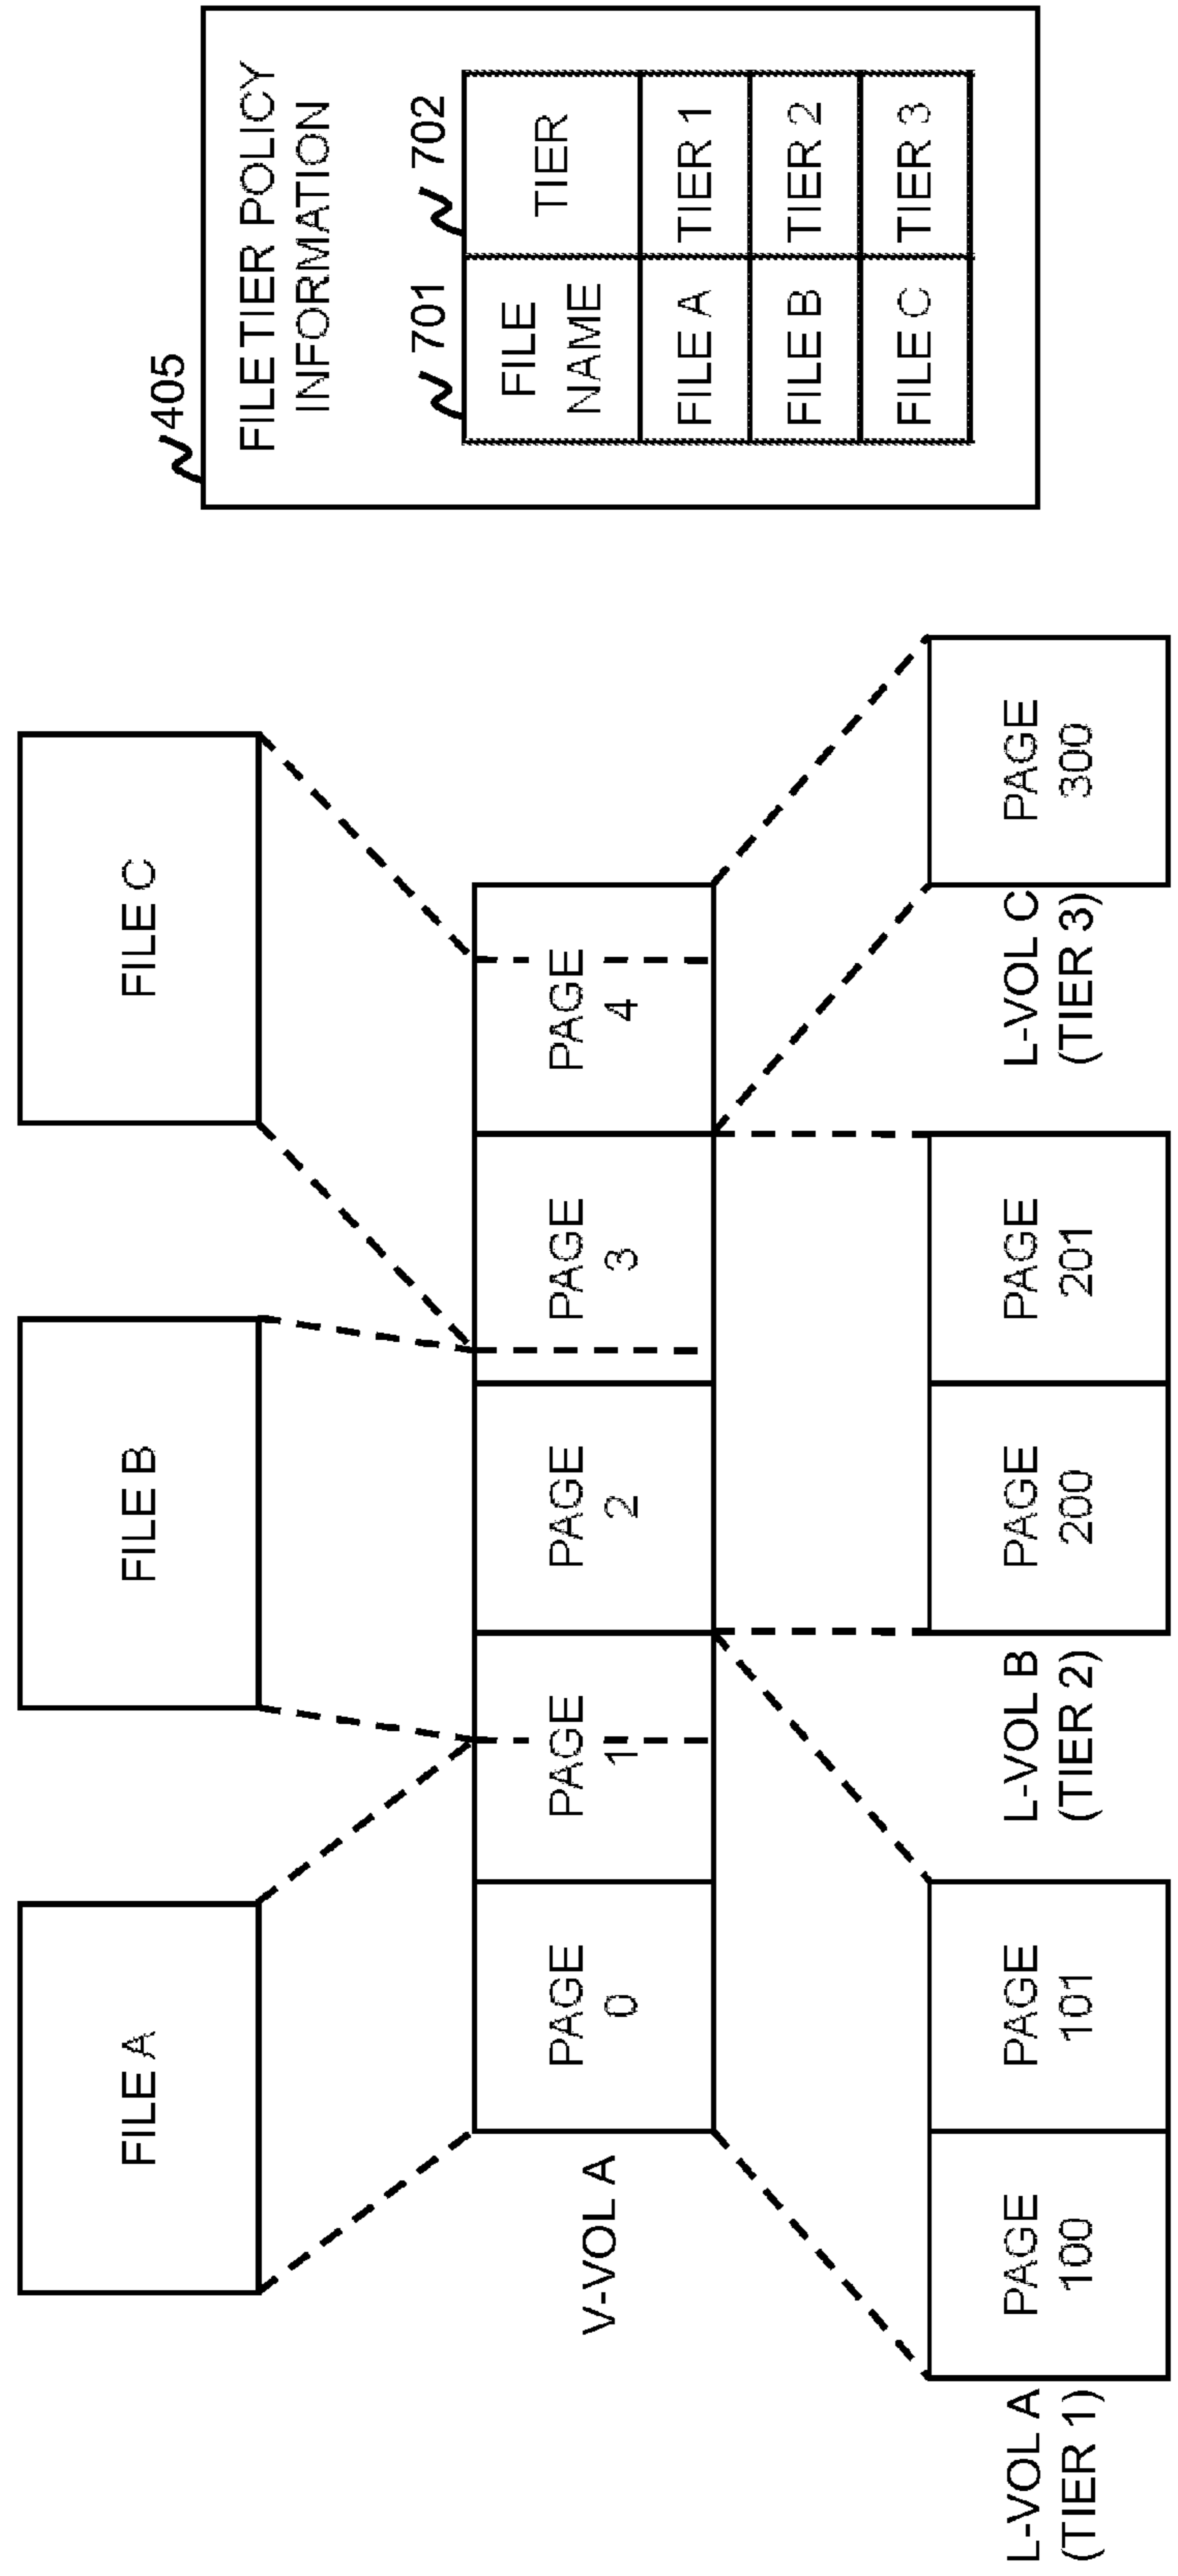 FILE A
FILE B
FILE C
V-VOL A
PAGE
0
PAGE
1
PAGE
2
PAGE
3
PAGE
4
L-VOL A
(TIER 1)
PAGE
100
PAGE
101
L-VOL B
(TIER 2)
PAGE
200
PAGE
201
L-VOL C
(TIER 3)
PAGE
300
405
FILE TIER POLICY
INFORMATION
701
702
FILE
NAME
TIER
FILE A
TIER 1
FILE B
TIER 2
FILE C
TIER 3